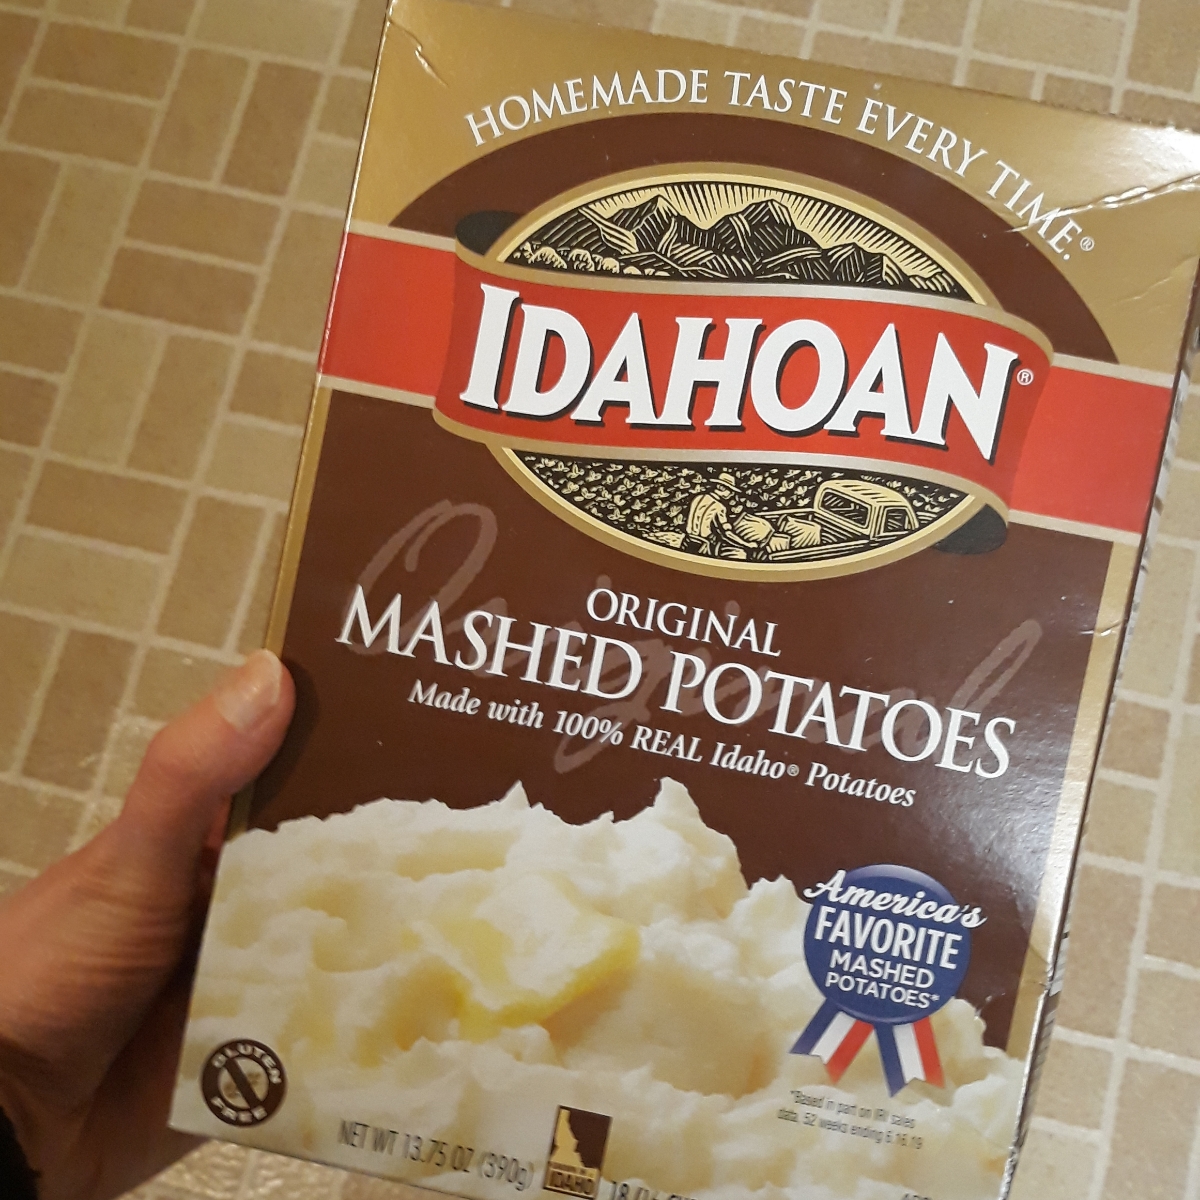 HOMEMADE TASTE EVERY TIME.®
IDAHOAN®
Original
ORIGINAL
MASHED POTATOES
Made with 100% REAL Idaho® Potatoes
America's
FAVORITE
MASHED
POTATOES*
*Based in part on IRI sales
data, 52 weeks ending 6.16.19
GLUTEN
FREE
NET WT 13.75 OZ (390g)
IDAHO